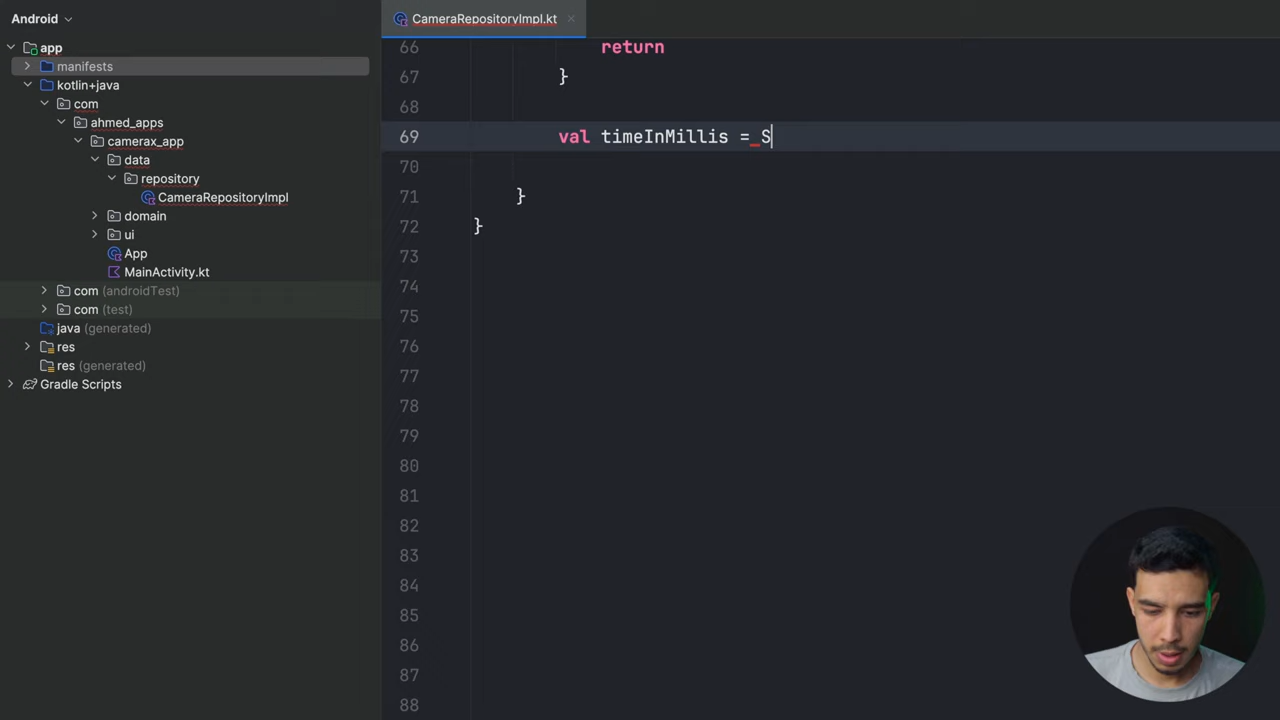 Android
app
manifests
kotlin+java
com
ahmed_apps
camerax_app
data
repository
CameraRepositoryImpl
domain
ui
App
MainActivity.kt
com (androidTest)
com (test)
java (generated)
res
res (generated)
Gradle Scripts
CameraRepositoryImpl.kt
66 return
67 }
68
69 val timeInMillis = S
70
71 }
72 }
73
74
75
76
77
78
79
80
81
82
83
84
85
86
87
88